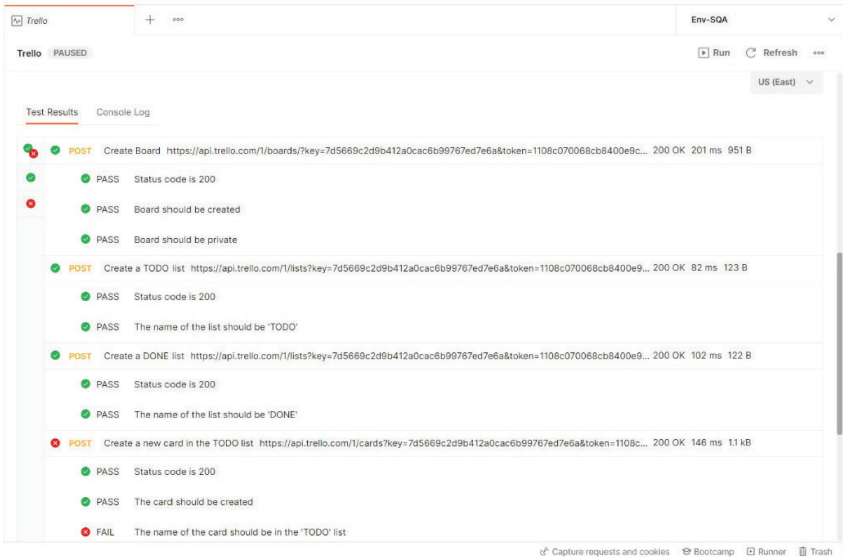 Trello
Env-SQA
Trello PAUSED
Run Refresh
US (East)
Test Results Console Log
POST Create Board https://api.trello.com/1/boards/?key=7d5669c2d9b412a0cac6b99767ed7e6a&token=1108c070068cb8400e9c... 200 OK 201 ms 951 B
PASS Status code is 200
PASS Board should be created
PASS Board should be private
POST Create a TODO list https://api.trello.com/1/lists?key=7d5669c2d9b412a0cac6b99767ed7e6a&token=1108c070068cb8400e9... 200 OK 82 ms 123 B
PASS Status code is 200
PASS The name of the list should be 'TODO'
POST Create a DONE list https://api.trello.com/1/lists?key=7d5669c2d9b412a0cac6b99767ed7e6a&token=1108c070068cb8400e9... 200 OK 102 ms 122 B
PASS Status code is 200
PASS The name of the list should be 'DONE'
POST Create a new card in the TODO list https://api.trello.com/1/cards?key=7d5669c2d9b412a0cac6b99767ed7e6a&token=1108c... 200 OK 146 ms 1.1 kB
PASS Status code is 200
PASS The card should be created
FAIL The name of the card should be in the 'TODO' list
Capture requests and cookies Bootcamp Runner Trash